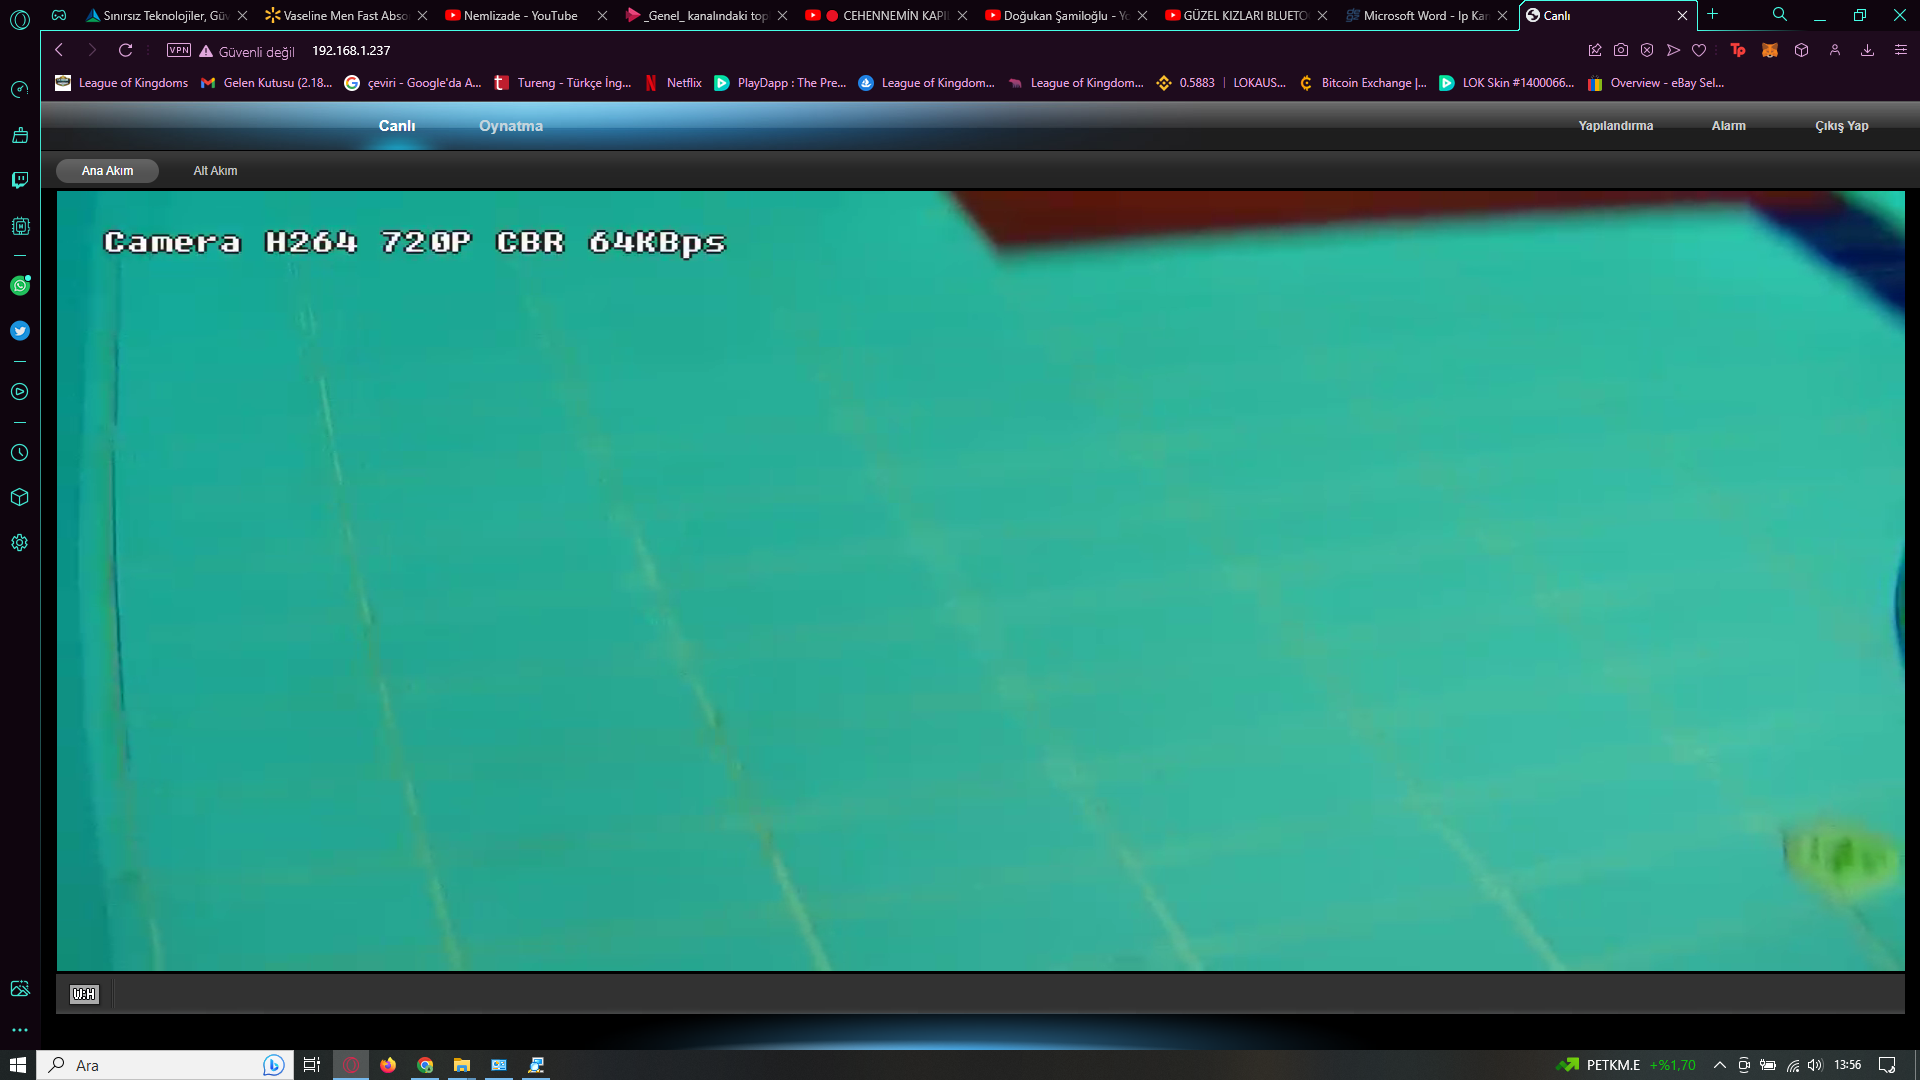 Sınırsız Teknolojiler, Güv
Vaseline Men Fast Abso
Nemlizade - YouTube
_Genel_ kanalındaki top
CEHENNEMİN KAPI
Doğukan Şamiloğlu - Yo
GÜZEL KIZLARI BLUETO
Microsoft Word - Ip Kam
Canlı
VPN
Güvenli değil
192.168.1.237
Tp
League of Kingdoms
Gelen Kutusu (2.18...
çeviri - Google'da A...
Tureng - Türkçe İng...
Netflix
PlayDapp : The Pre...
League of Kingdom...
League of Kingdom...
0.5883 | LOKAUS...
Bitcoin Exchange |...
LOK Skin #1400066...
Overview - eBay Sel...
Canlı
Oynatma
Yapılandırma
Alarm
Çıkış Yap
Ana Akım
Alt Akım
Camera H264 720P CBR 64KBps
W:H
Ara
PETKM.E +%1,70
13:56